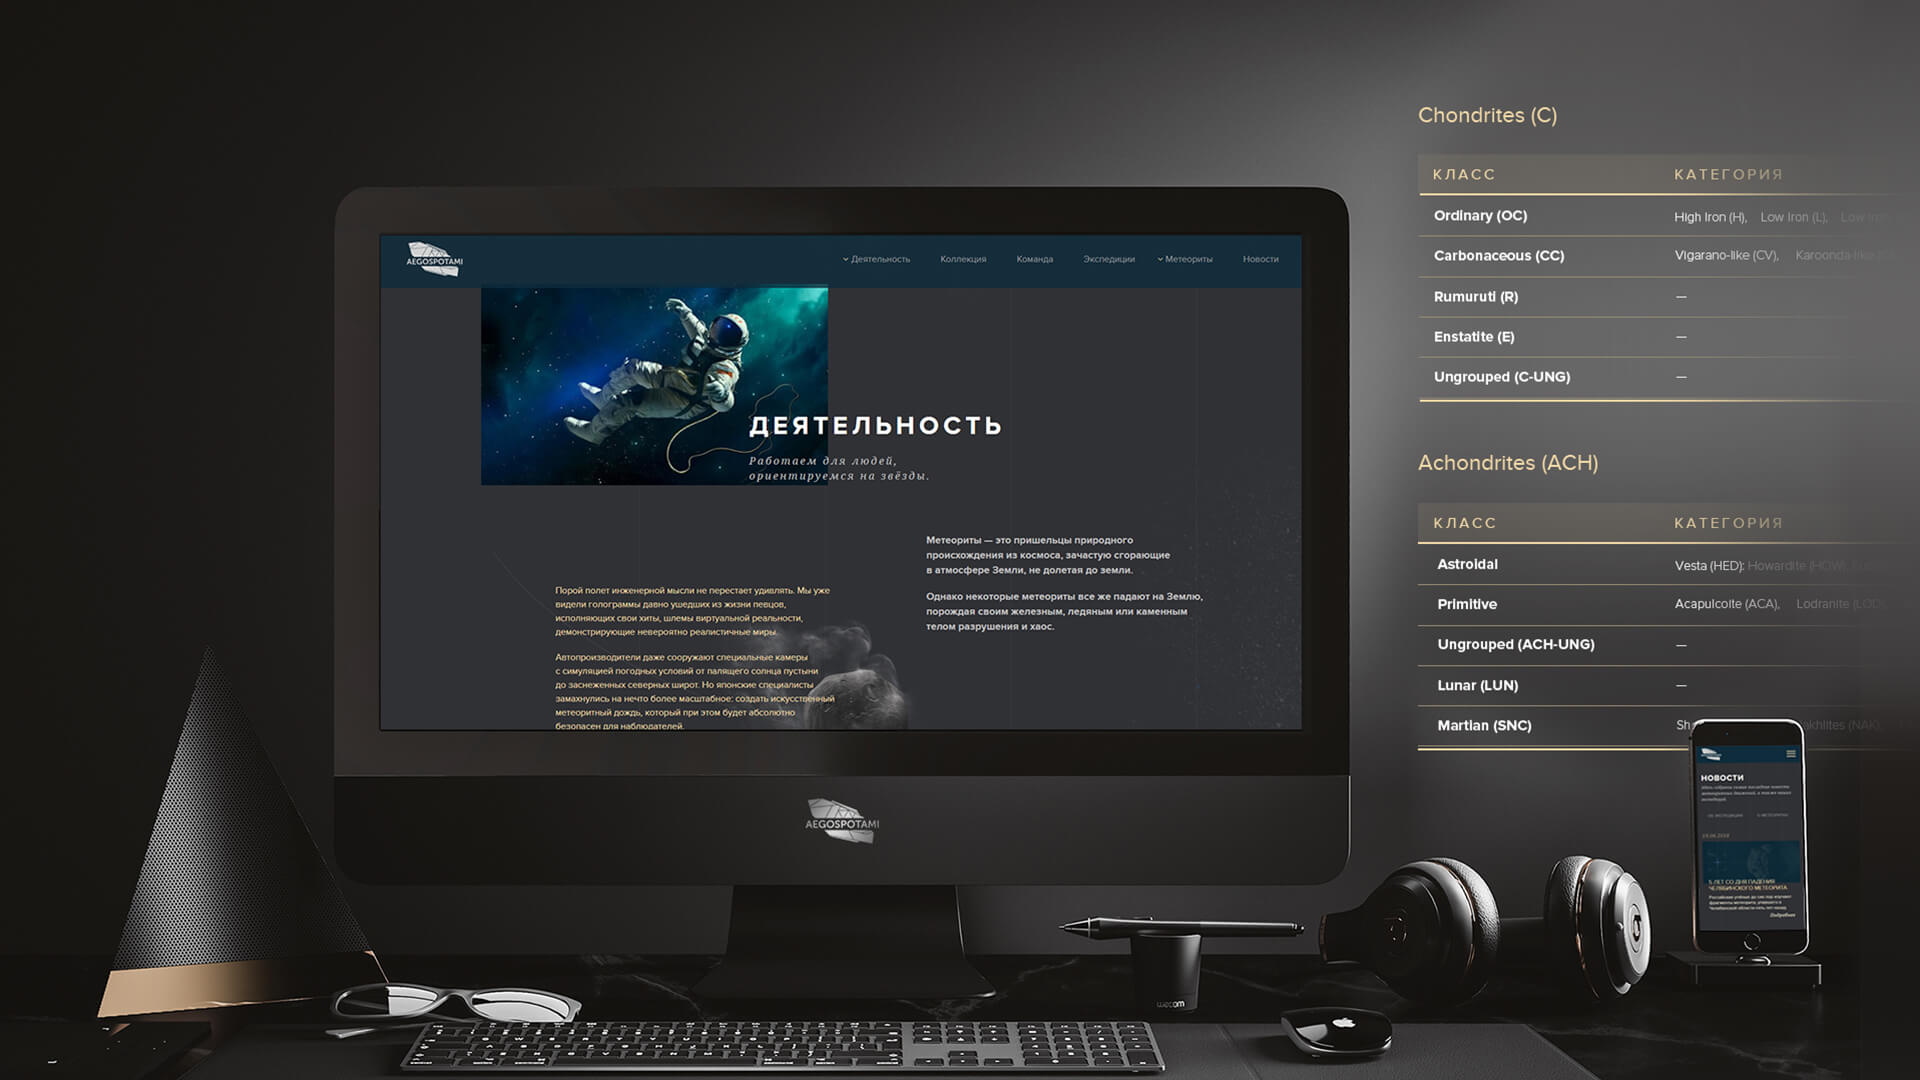 AEGOSPOTAMI
Деятельность
Коллекция
Команда
Экспедиции
Метеориты
Новости
ДЕЯТЕЛЬНОСТЬ
Работаем для людей,
ориентируемся на звёзды.
Метеориты — это пришельцы природного
происхождения из космоса, зачастую сгорающие
в атмосфере Земли, не долетая до земли.
Однако некоторые метеориты все же падают на Землю,
порождая своим железным, ледяным или каменным
телом разрушения и хаос.
Порой полет инженерной мысли не перестает удивлять. Мы уже
видели голограммы давно ушедших из жизни певцов,
исполняющих свои хиты, шлемы виртуальной реальности,
демонстрирующие невероятно реалистичные миры.
Автопроизводители даже сооружают специальные камеры
с симуляцией погодных условий от палящего солнца пустыни
до заснеженных северных широт. Но японские специалисты
замахнулись на нечто более масштабное: создать искусственный
метеоритный дождь, который при этом будет абсолютно
безопасен для наблюдателей.
AEGOSPOTAMI
Chondrites (C)
КЛАСС КАТЕГОРИЯ
Ordinary (OC) High Iron (H), Low Iron (L), Low Iron
Carbonaceous (CC) Vigarano-like (CV), Karoonda-like
Rumuruti (R) —
Enstatite (E) —
Ungrouped (C-UNG) —
Achondrites (ACH)
КЛАСС КАТЕГОРИЯ
Astroidal Vesta (HED): Howardite (HOW),
Primitive Acapulcoite (ACA), Lodranite (LOD),
Ungrouped (ACH-UNG) —
Lunar (LUN) —
Martian (SNC) Sh akhlites (NAK),
НОВОСТИ
19.06.2018
5 ЛЕТ СО ДНЯ ПАДЕНИЯ
ЧЕЛЯБИНСКОГО МЕТЕОРИТА
Подробнее
wacom